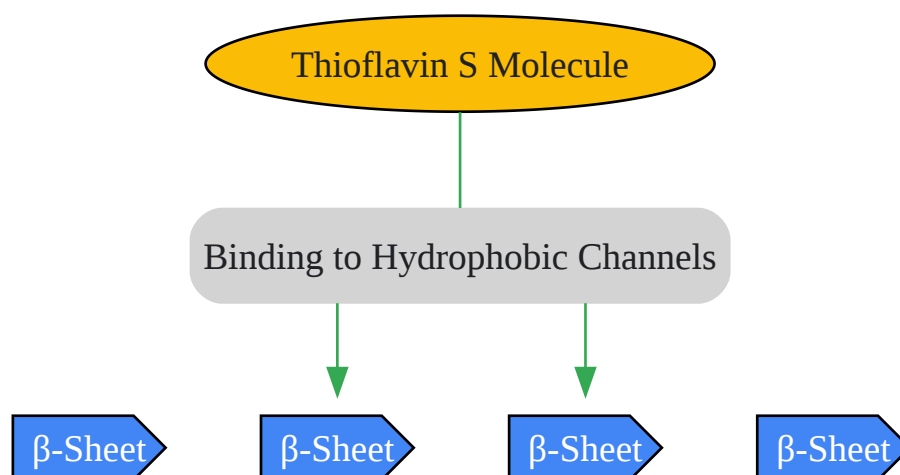 Thioflavin S Molecule
Binding to Hydrophobic Channels
β-Sheet
β-Sheet
β-Sheet
β-Sheet